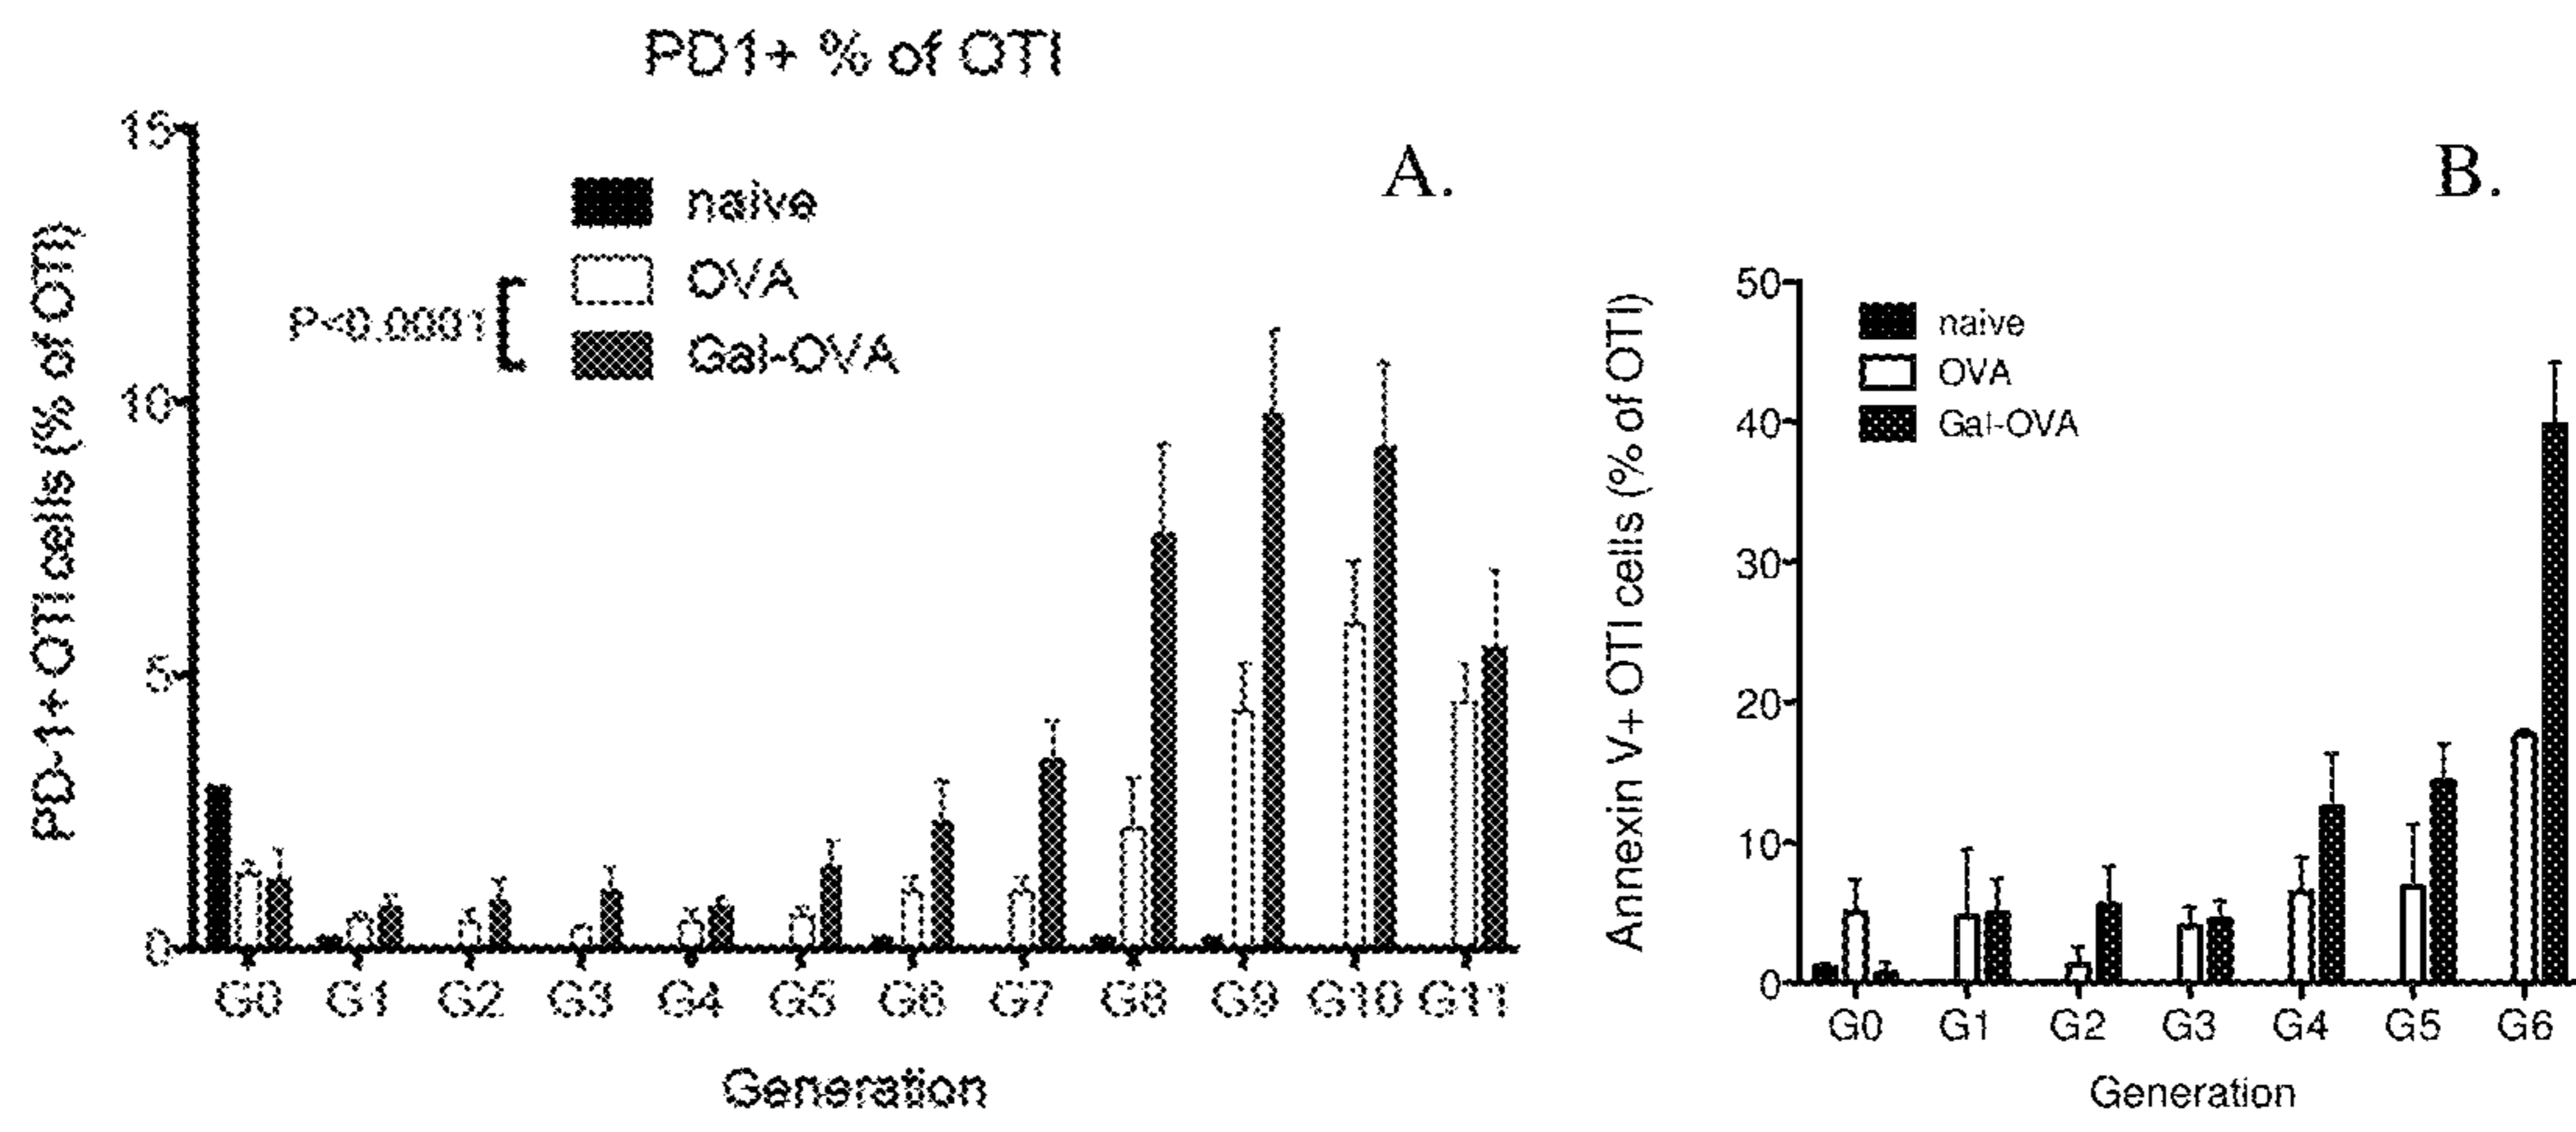 PD1+ % of OTI
A.
PD-1+ OTI cells (% of OTI)
15
10
5
0
naive
OVA
Gal-OVA
P<0.0001
G0 G1 G2 G3 G4 G5 G6 G7 G8 G9 G10 G11
Generation
B.
Annexin V+ OTI cells (% of OTI)
50
40
30
20
10
0
naive
OVA
Gal-OVA
G0 G1 G2 G3 G4 G5 G6
Generation